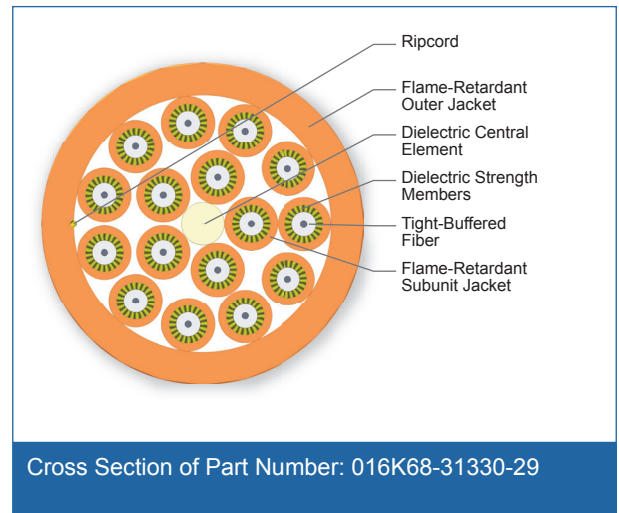 Ripcord
Flame-Retardant
Outer Jacket
Dielectric Central
Element
Dielectric Strength
Members
Tight-Buffered
Fiber
Flame-Retardant
Subunit Jacket
Cross Section of Part Number: 016K68-31330-29